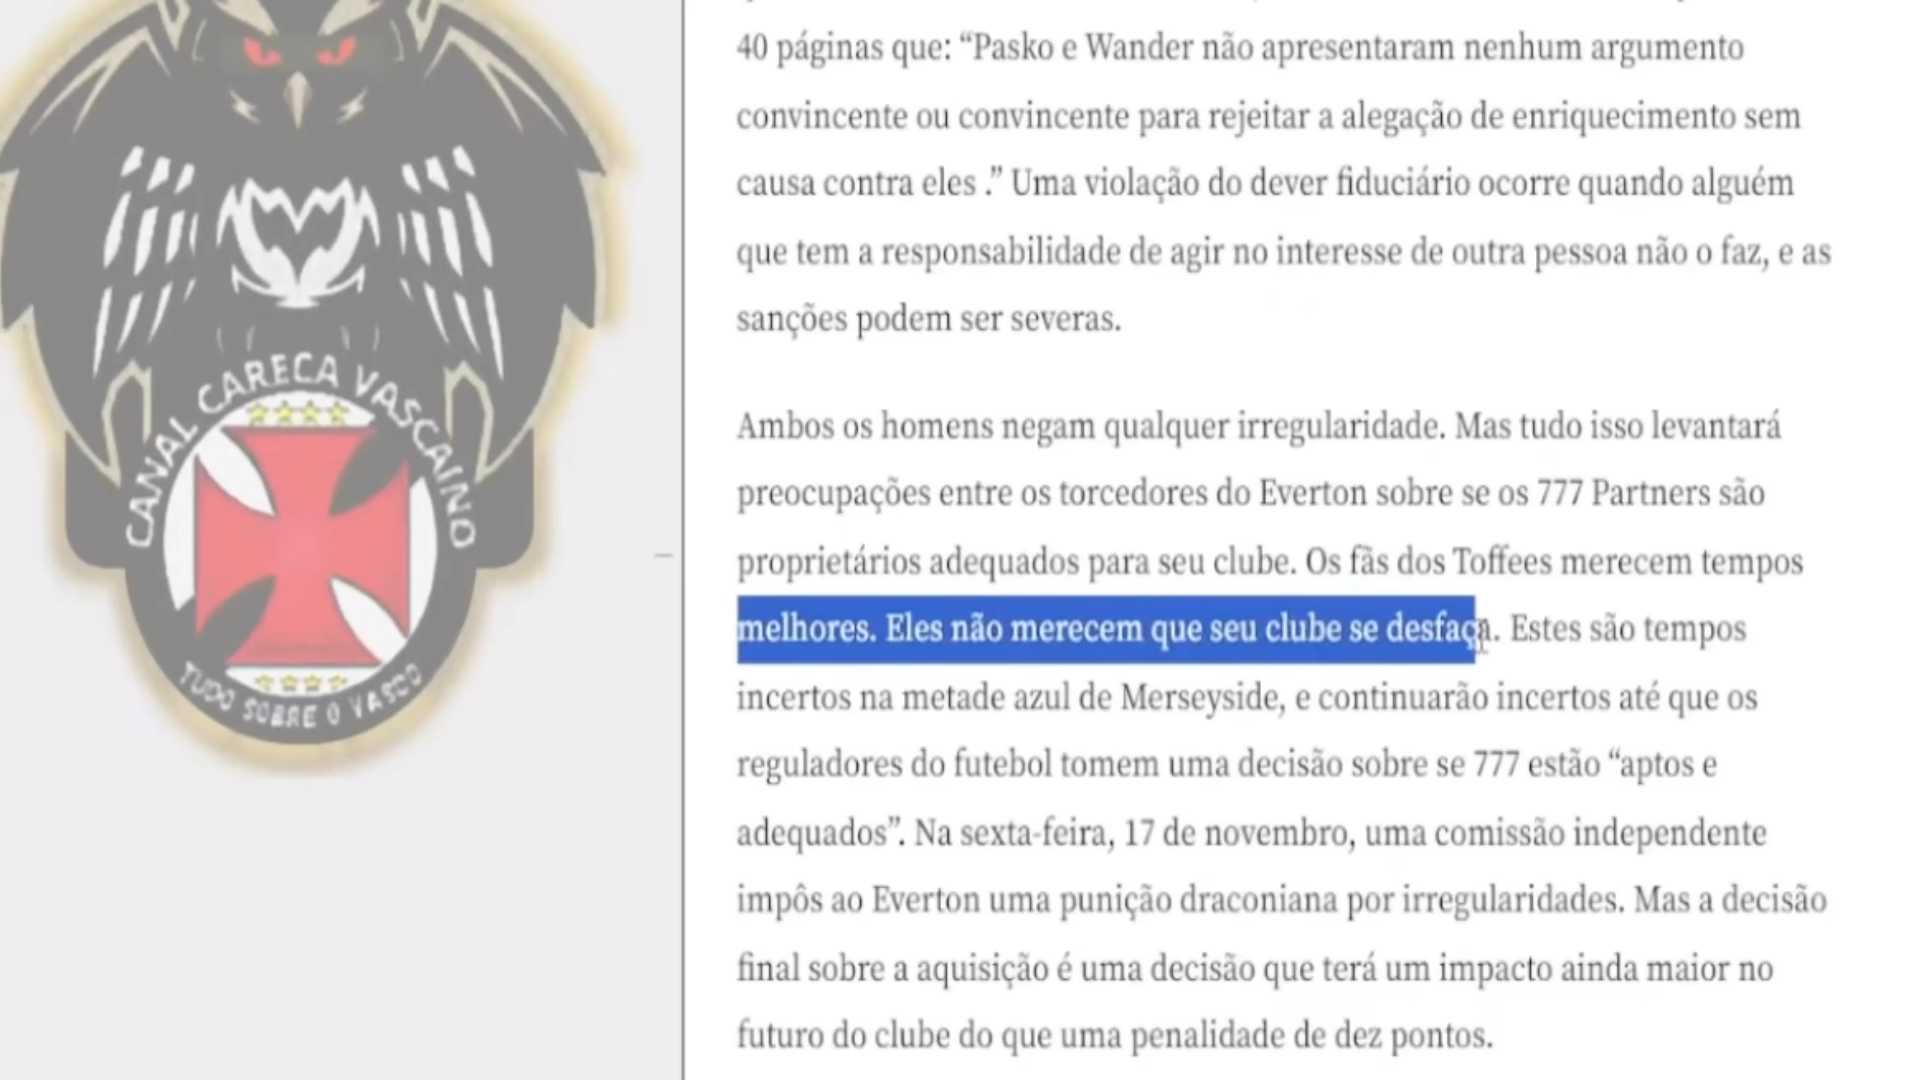 40 páginas que: “Pasko e Wander não apresentaram nenhum argumento
convincente ou convincente para rejeitar a alegação de enriquecimento sem
causa contra eles .” Uma violação do dever fiduciário ocorre quando alguém
que tem a responsabilidade de agir no interesse de outra pessoa não o faz, e as
sanções podem ser severas.
Ambos os homens negam qualquer irregularidade. Mas tudo isso levantará
preocupações entre os torcedores do Everton sobre se os 777 Partners são
proprietários adequados para seu clube. Os fãs dos Toffees merecem tempos
melhores. Eles não merecem que seu clube se desfaça. Estes são tempos
incertos na metade azul de Merseyside, e continuarão incertos até que os
reguladores do futebol tomem uma decisão sobre se 777 estão “aptos e
adequados”. Na sexta-feira, 17 de novembro, uma comissão independente
impôs ao Everton uma punição draconiana por irregularidades. Mas a decisão
final sobre a aquisição é uma decisão que terá um impacto ainda maior no
futuro do clube do que uma penalidade de dez pontos.
CANAL CARECA VASCAINO
TUDO SOBRE O VASCO